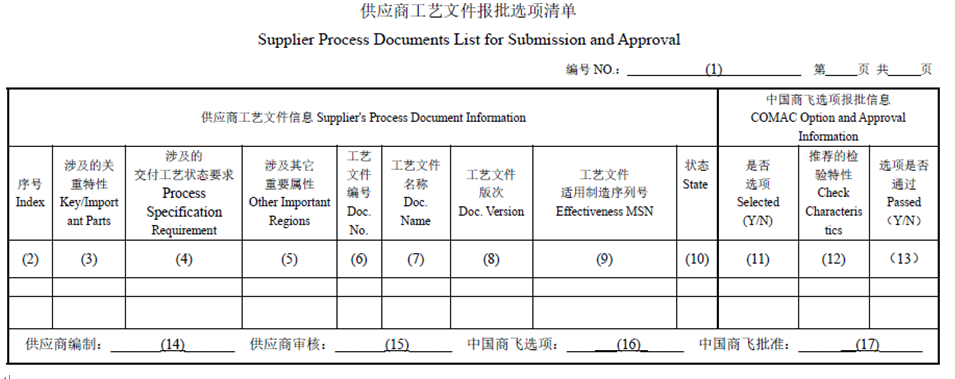 供应商工艺文件报批选项清单
Supplier Process Documents List for Submission and Approval
编号 NO.： (1) 第 页 共 页
供应商工艺文件信息 Supplier's Process Document Information
中国商飞选项报批信息
COMAC Option and Approval
Information
序号
Index
涉及的关
重特性
Key/Import
ant Parts
涉及的
交付工艺状态要求
Process
Specification
Requirement
涉及其它
重要属性
Other Important
Regions
工艺
文件
编号
Doc.
No.
工艺文件
名称
Doc.
Name
工艺文件
版次
Doc. Version
工艺文件
适用制造序列号
Effectiveness MSN
状态
State
是否
选项
Selected
(Y/N)
推荐的检
验特性
Check
Characteris
tics
选项是否
通过
Passed
（Y/N）
(2) (3) (4) (5) (6) (7) (8) (9) (10) (11) (12) （13）
供应商编制： (14) 供应商审核： (15) 中国商飞选项： (16) 中国商飞批准： (17)